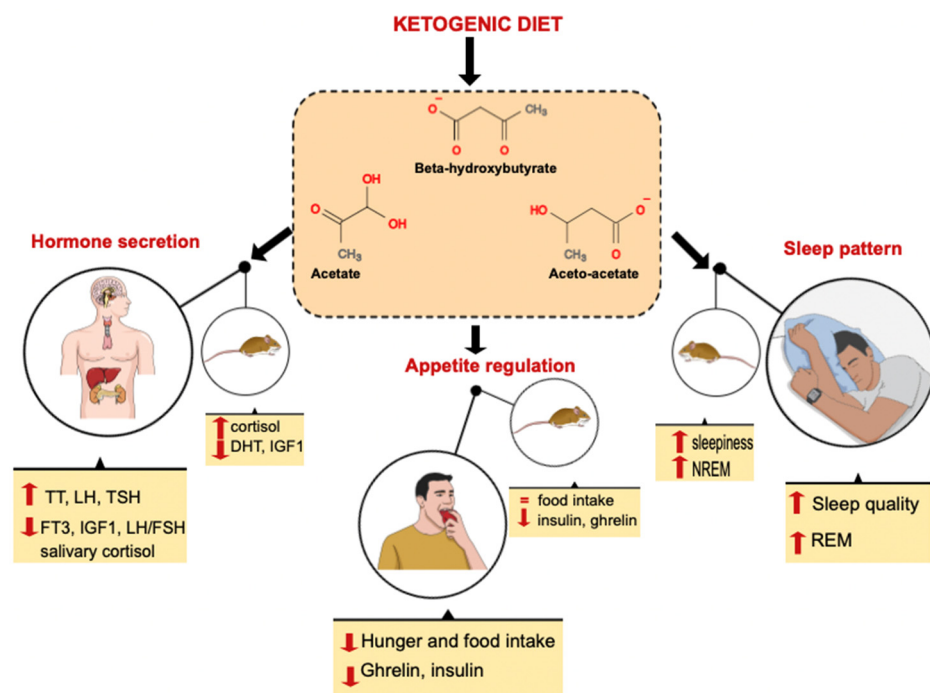 KETOGENIC DIET
O⁻
CH₃
O
O
Beta-hydroxybutyrate
OH
O
OH
CH₃
Acetate
HO
O⁻
CH₃
O
Aceto-acetate
Hormone secretion
Sleep pattern
Appetite regulation
↑ cortisol
↓ DHT, IGF1
↑ TT, LH, TSH
↓ FT3, IGF1, LH/FSH
salivary cortisol
= food intake
↓ insulin, ghrelin
↓ Hunger and food intake
↓ Ghrelin, insulin
↑ sleepiness
↑ NREM
↑ Sleep quality
↑ REM